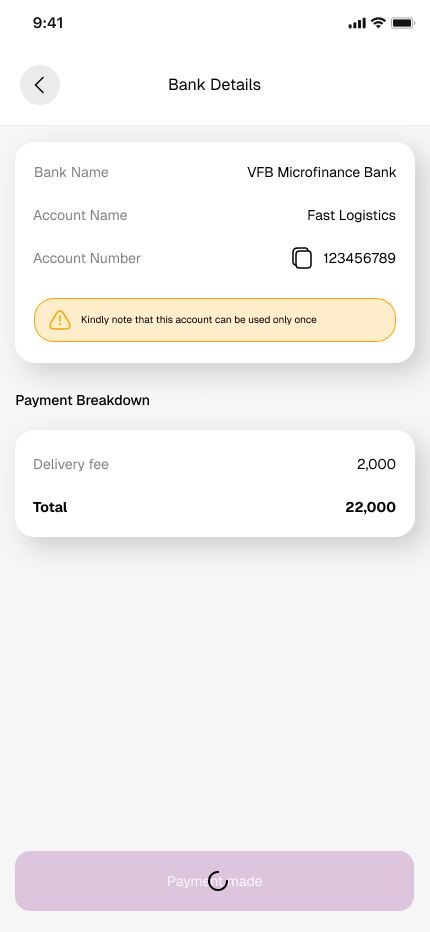 9:41
Bank Details
Bank Name VFB Microfinance Bank
Account Name Fast Logistics
Account Number 123456789
Kindly note that this account can be used only once
Payment Breakdown
Delivery fee 2,000
Total 22,000
Payment made